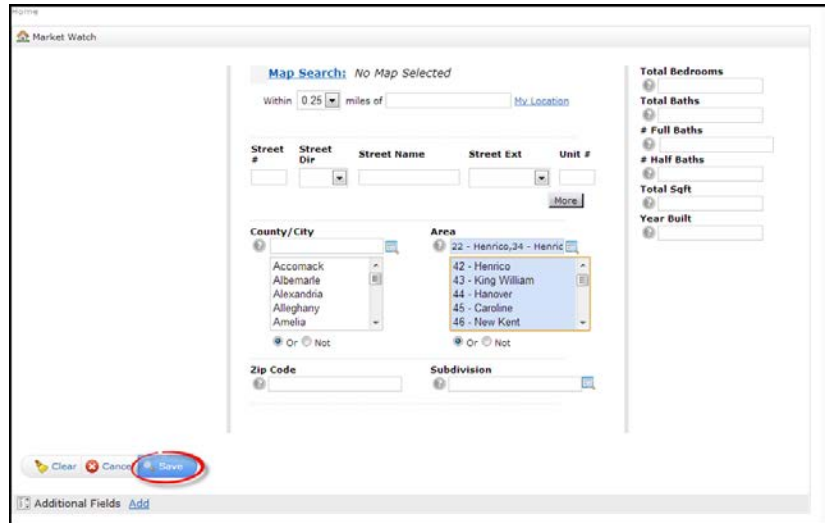 Home
Market Watch
Map Search: No Map Selected
Within 0.25 miles of My Location
Street # Street Dir Street Name Street Ext Unit #
More
County/City
Accomack
Albemarle
Alexandria
Alleghany
Amelia
Or Not
Area
22 - Henrico,34 - Henric
42 - Henrico
43 - King William
44 - Hanover
45 - Caroline
46 - New Kent
Or Not
Zip Code
Subdivision
Total Bedrooms
Total Baths
# Full Baths
# Half Baths
Total Sqft
Year Built
Clear Cance Save
Additional Fields Add